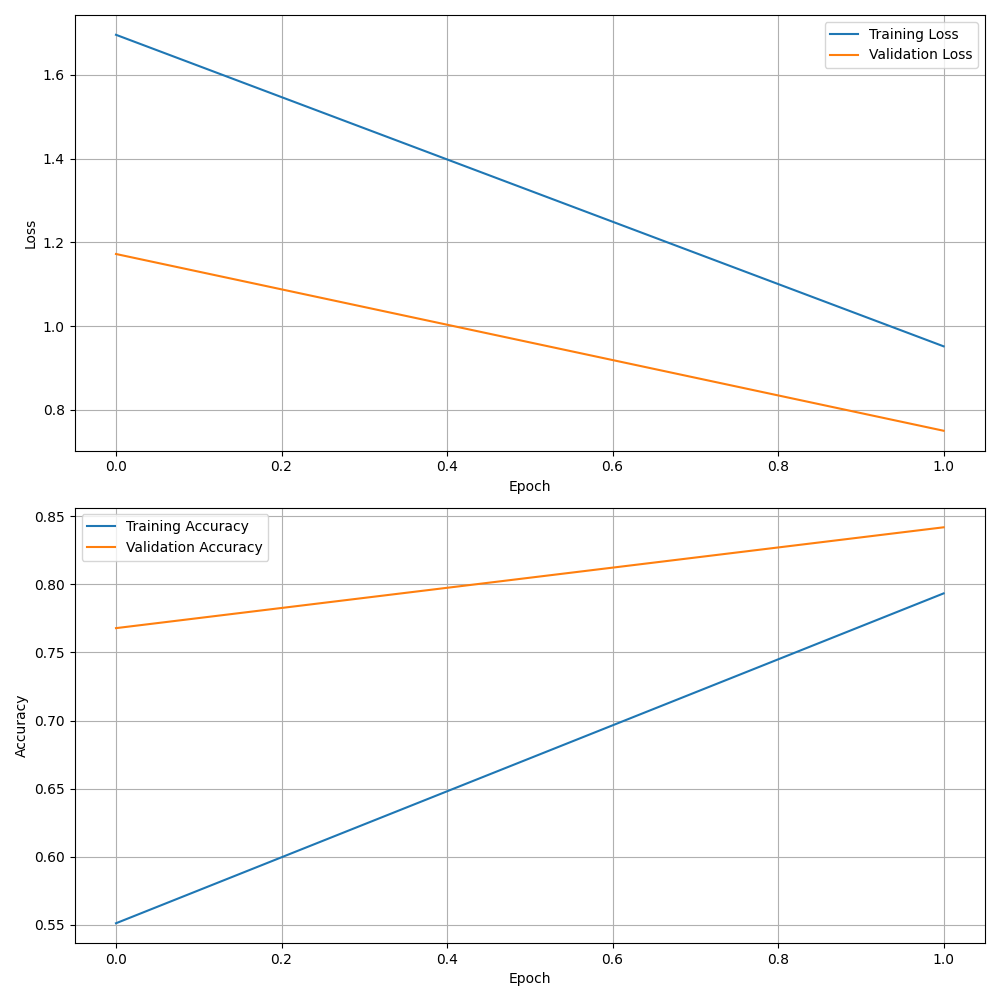 Training Loss
Validation Loss
1.6
1.4
1.2
1.0
0.8
Loss
0.0 0.2 0.4 0.6 0.8 1.0
Epoch
Training Accuracy
Validation Accuracy
0.85
0.80
0.75
0.70
0.65
0.60
0.55
Accuracy
0.0 0.2 0.4 0.6 0.8 1.0
Epoch